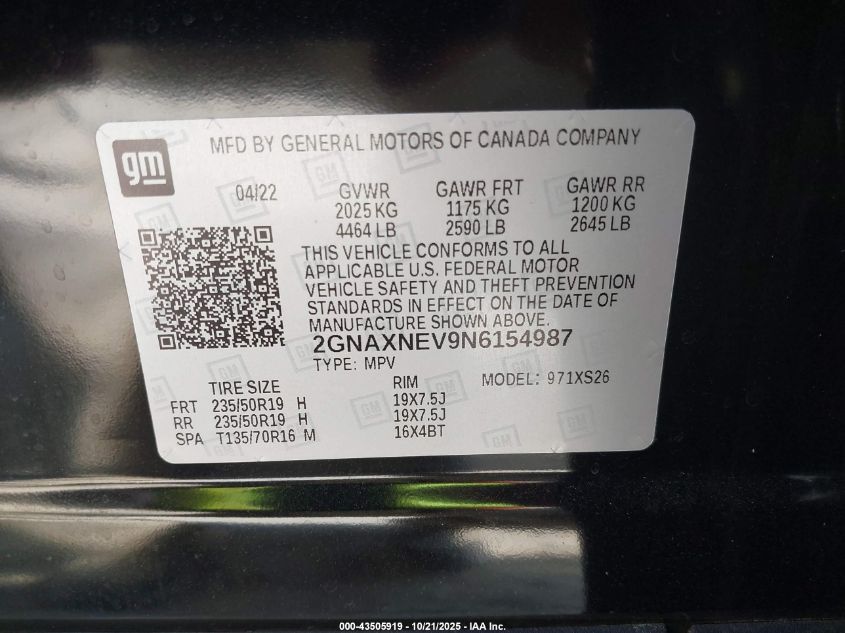 gm
MFD BY GENERAL MOTORS OF CANADA COMPANY
04/22 GVWR GAWR FRT GAWR RR
2025 KG 1175 KG 1200 KG
4464 LB 2590 LB 2645 LB
THIS VEHICLE CONFORMS TO ALL
APPLICABLE U.S. FEDERAL MOTOR
VEHICLE SAFETY AND THEFT PREVENTION
STANDARDS IN EFFECT ON THE DATE OF
MANUFACTURE SHOWN ABOVE.
2GNAXNEV9N6154987
TYPE: MPV
TIRE SIZE RIM MODEL: 971XS26
FRT 235/50R19 H 19X7.5J
RR 235/50R19 H 19X7.5J
SPA T135/70R16 M 16X4BT
000-43505919 - 10/21/2025 - IAA Inc.